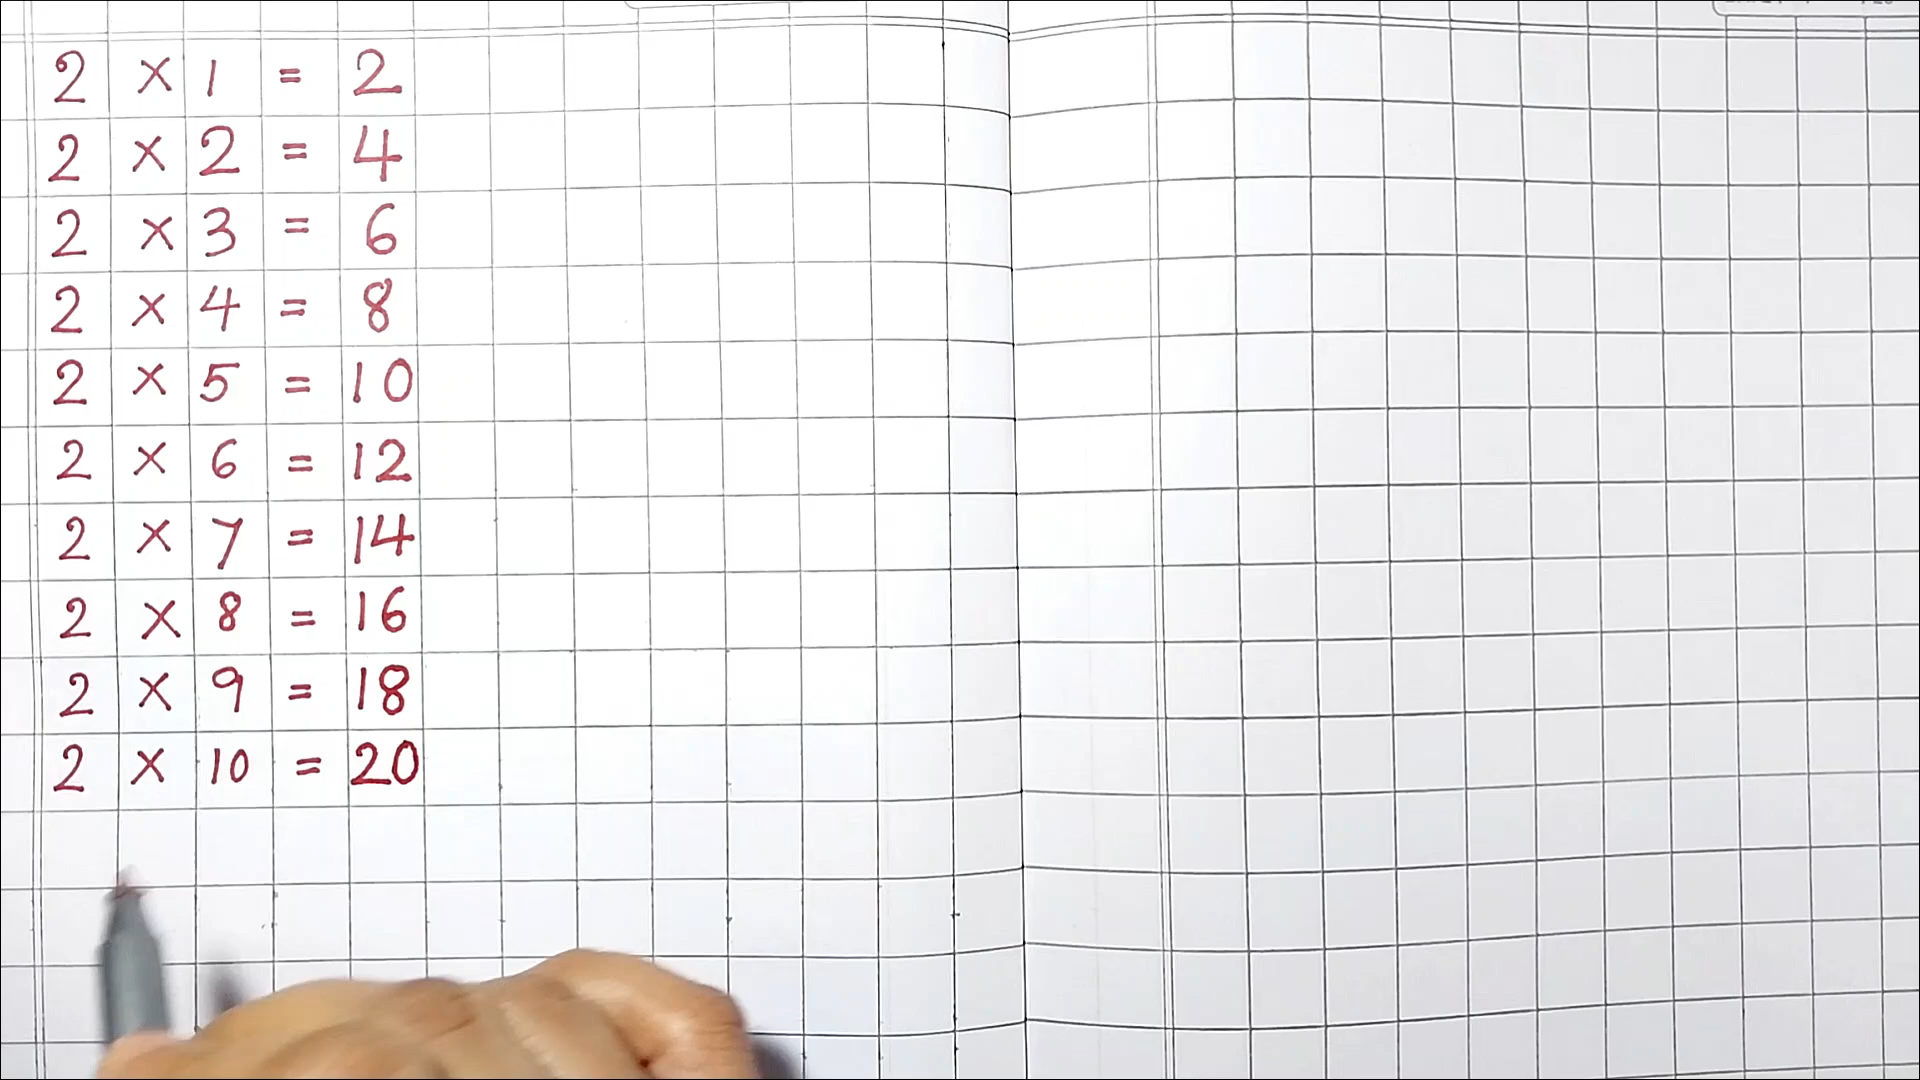 2 × 1 = 2
2 × 2 = 4
2 × 3 = 6
2 × 4 = 8
2 × 5 = 10
2 × 6 = 12
2 × 7 = 14
2 × 8 = 16
2 × 9 = 18
2 × 10 = 20